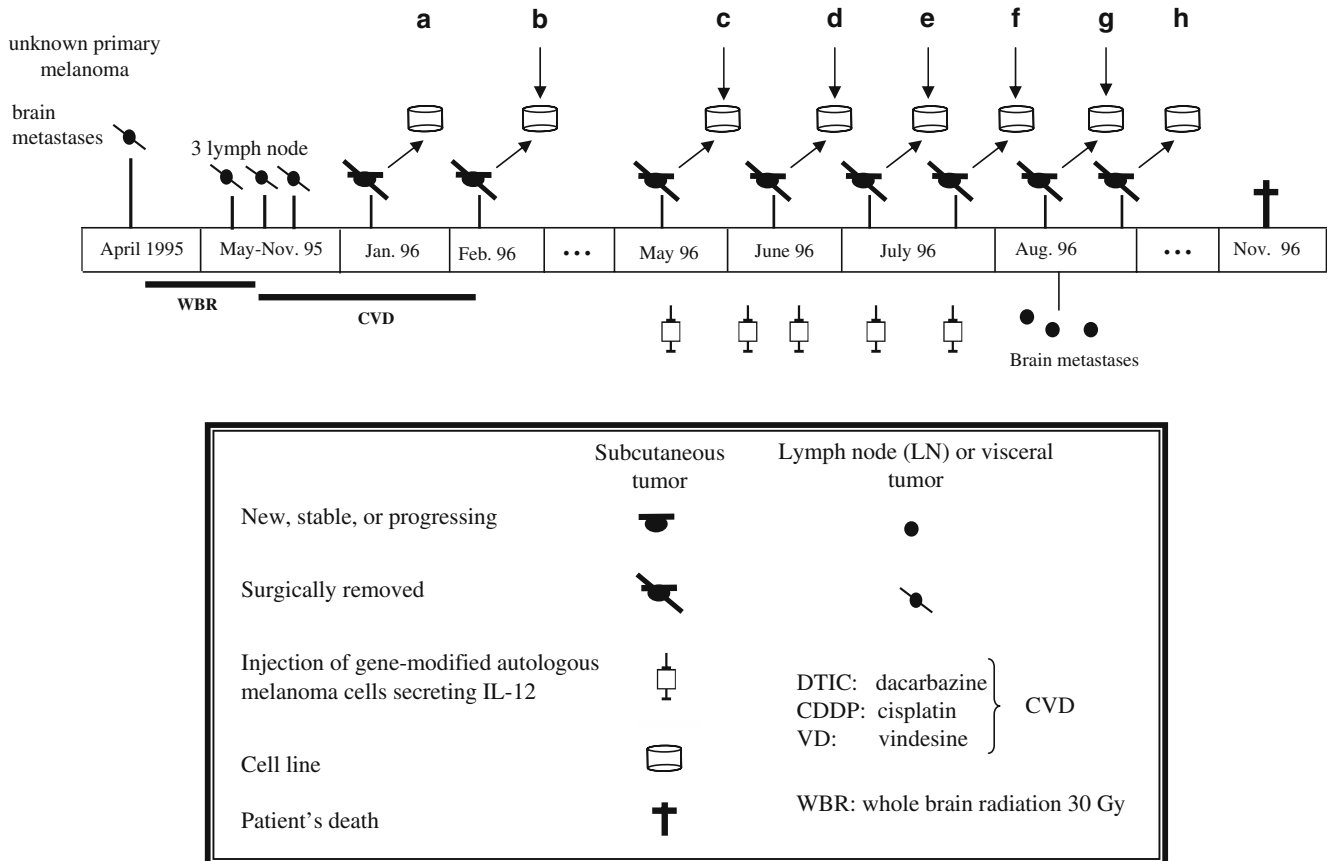 a b c d e f g h
unknown primary
melanoma
brain
metastases
3 lymph node
April 1995 May-Nov. 95 Jan. 96 Feb. 96 ... May 96 June 96 July 96 Aug. 96 ... Nov. 96
WBR
CVD
Brain metastases
Subcutaneous
tumor
Lymph node (LN) or visceral
tumor
New, stable, or progressing
Surgically removed
Injection of gene-modified autologous
melanoma cells secreting IL-12
DTIC: dacarbazine
CDDP: cisplatin
VD: vindesine
CVD
Cell line
WBR: whole brain radiation 30 Gy
Patient's death